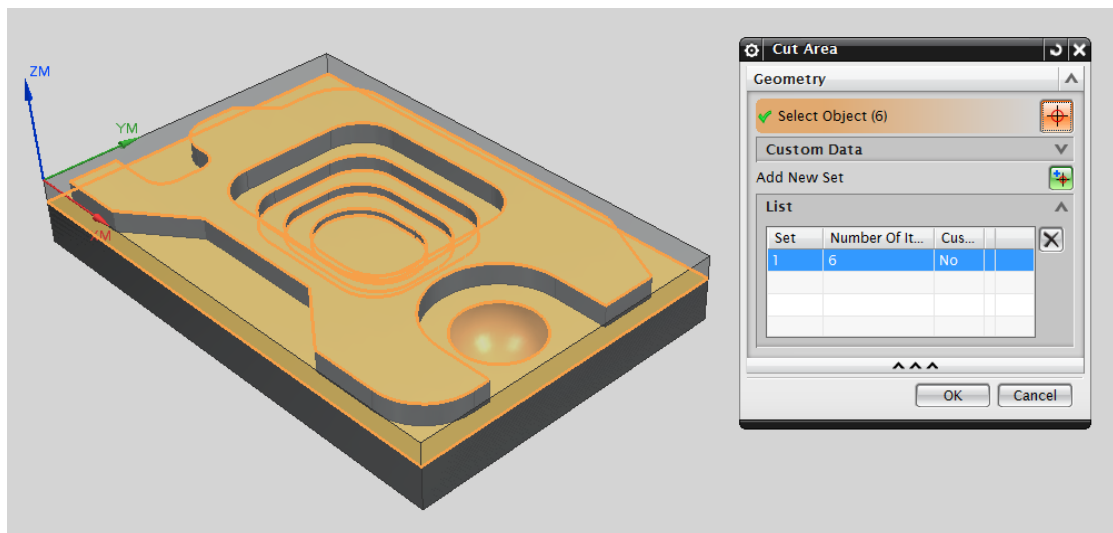 ZM
YM
XM
Cut Area
Geometry
Select Object (6)
Custom Data
Add New Set
List
Set Number Of It... Cus...
1 6 No
OK Cancel